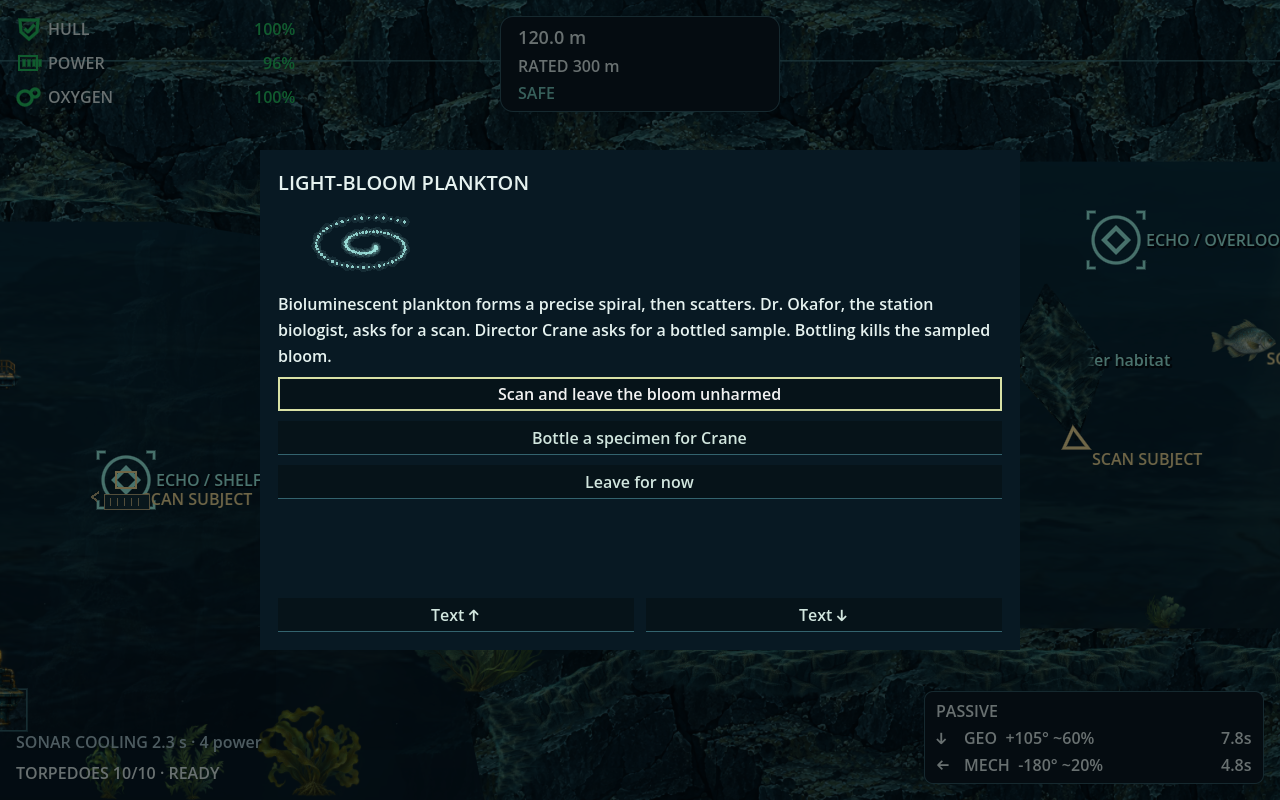 HULL 100%
POWER 96%
OXYGEN 100%
120.0 m
RATED 300 m
SAFE
LIGHT-BLOOM PLANKTON
Bioluminescent plankton forms a precise spiral, then scatters. Dr. Okafor, the station
biologist, asks for a scan. Director Crane asks for a bottled sample. Bottling kills the sampled
bloom.
Scan and leave the bloom unharmed
Bottle a specimen for Crane
Leave for now
Text ↑
Text ↓
ECHO / OVERLOO
habitat
SCAN SUBJECT
ECHO / SHELF
CAN SUBJECT
SONAR COOLING 2.3 s · 4 power
TORPEDOES 10/10 · READY
PASSIVE
↓ GEO +105° ~60% 7.8s
← MECH -180° ~20% 4.8s